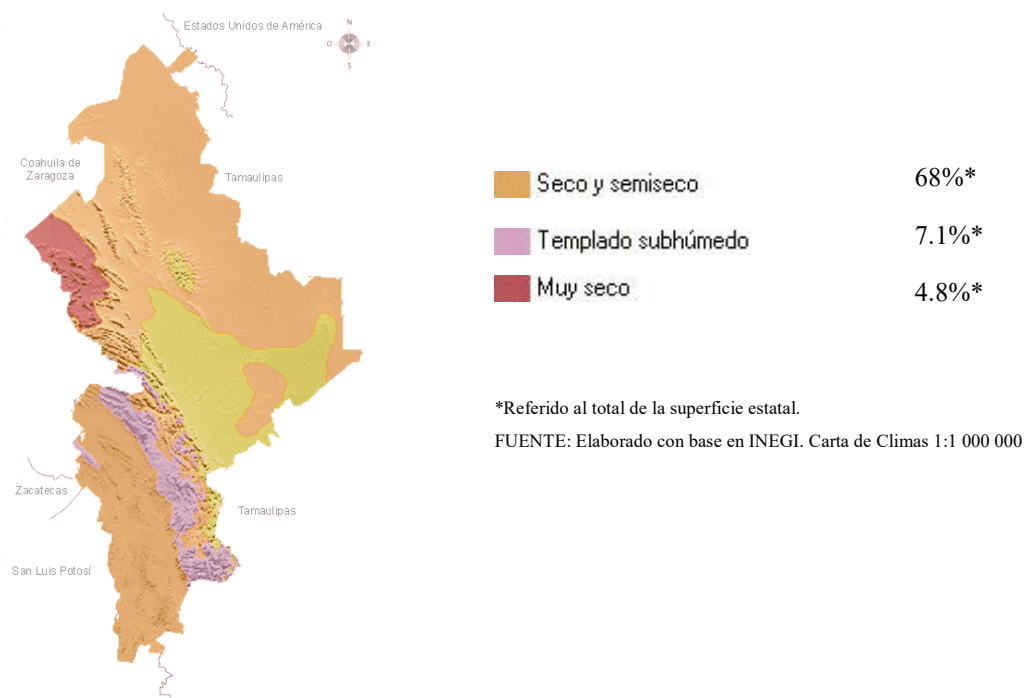 Estados Unidos de América
N
O
E
S
Coahuila de
Zaragoza
Tamaulipas
Seco y semiseco 68%*
Templado subhúmedo 7.1%*
Muy seco 4.8%*
*Referido al total de la superficie estatal.
FUENTE: Elaborado con base en INEGI. Carta de Climas 1:1 000 000
Zacatecas
Tamaulipas
San Luis Potosí